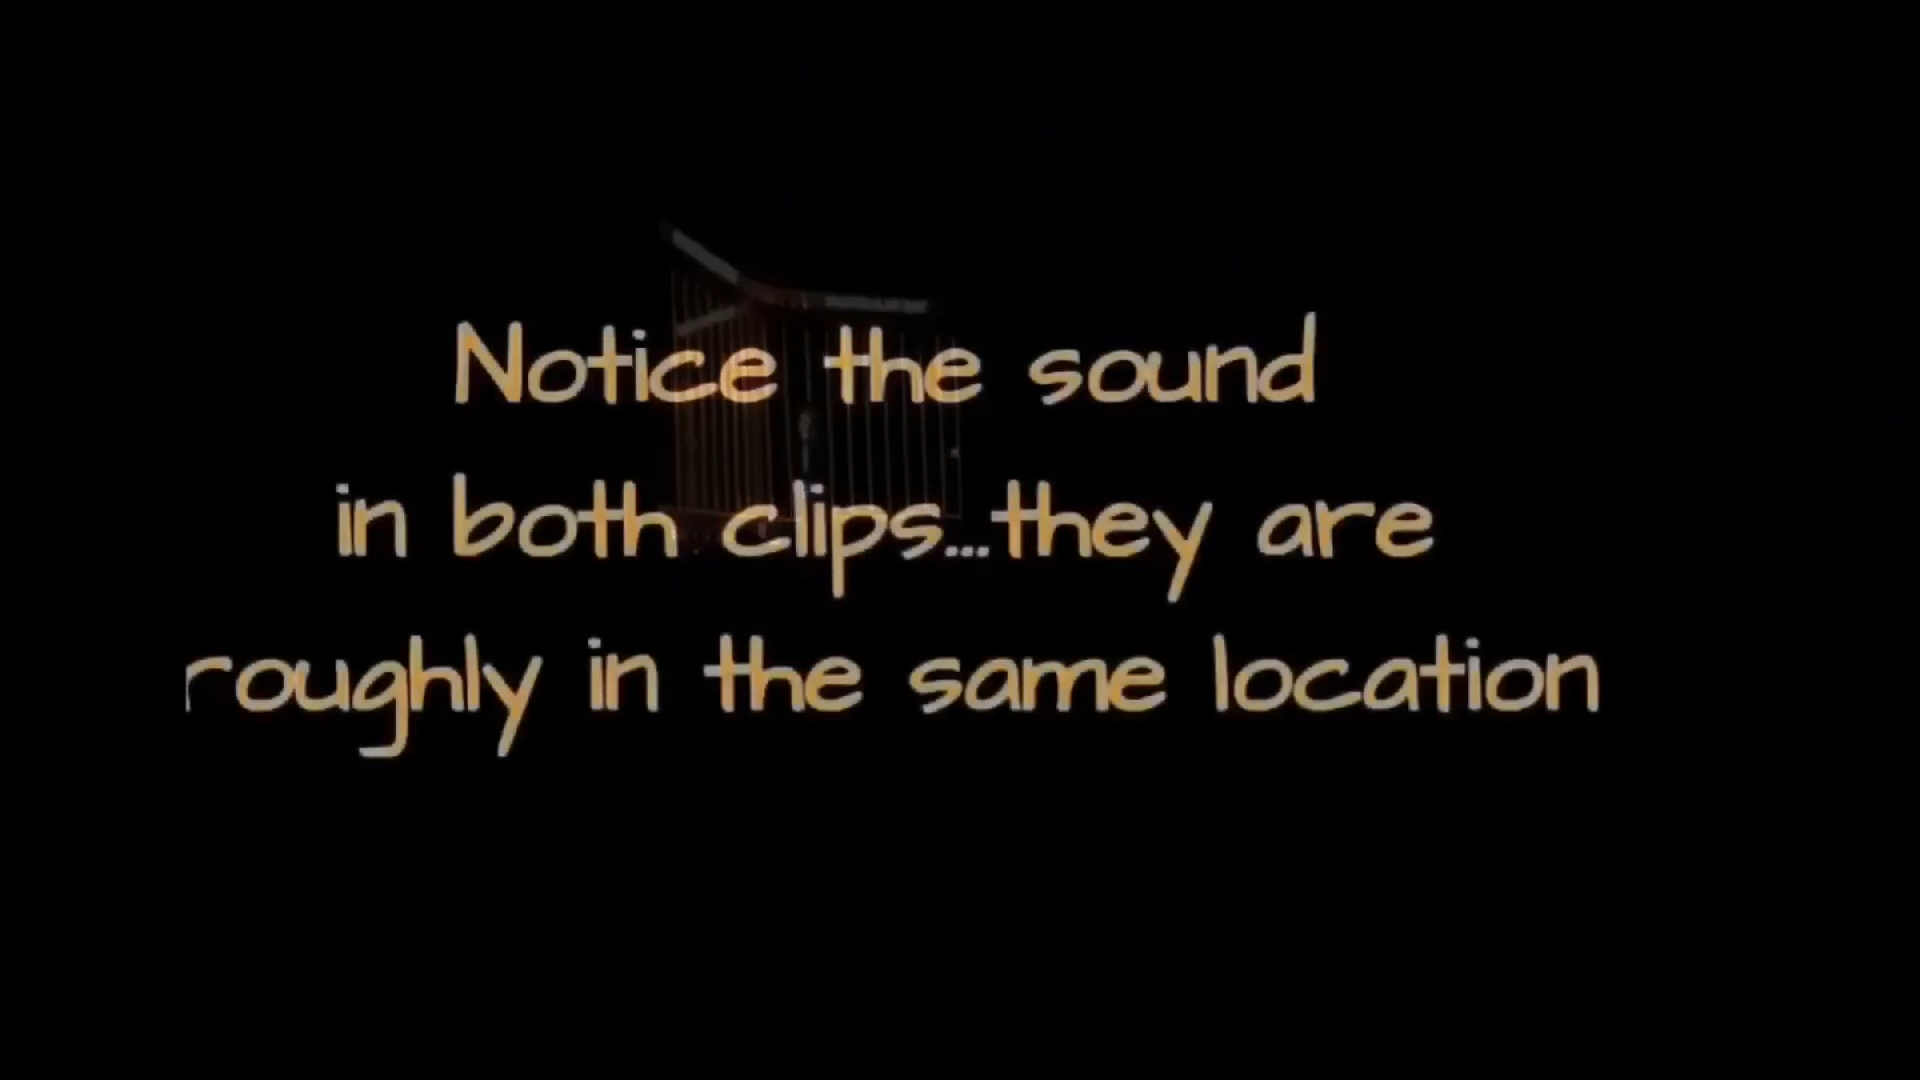 Notice the sound
in both clips...they are
roughly in the same location